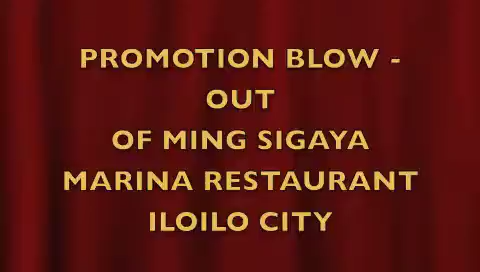 PROMOTION BLOW -
OUT
OF MING SIGAYA
MARINA RESTAURANT
ILOILO CITY